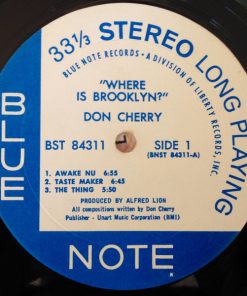 33⅓ STEREO LONG PLAYING
BLUE NOTE RECORDS • A DIVISION OF LIBERTY RECORDS, INC.
"WHERE
IS BROOKLYN?"
DON CHERRY
BST 84311 SIDE 1
(BNST 84311-A)
1. AWAKE NU 6:55
2. TASTE MAKER 6:45
3. THE THING 5:50
PRODUCED BY ALFRED LION
All compositions written by Don Cherry
Publisher - Unart Music Corporation (BMI)
BLUE
NOTE